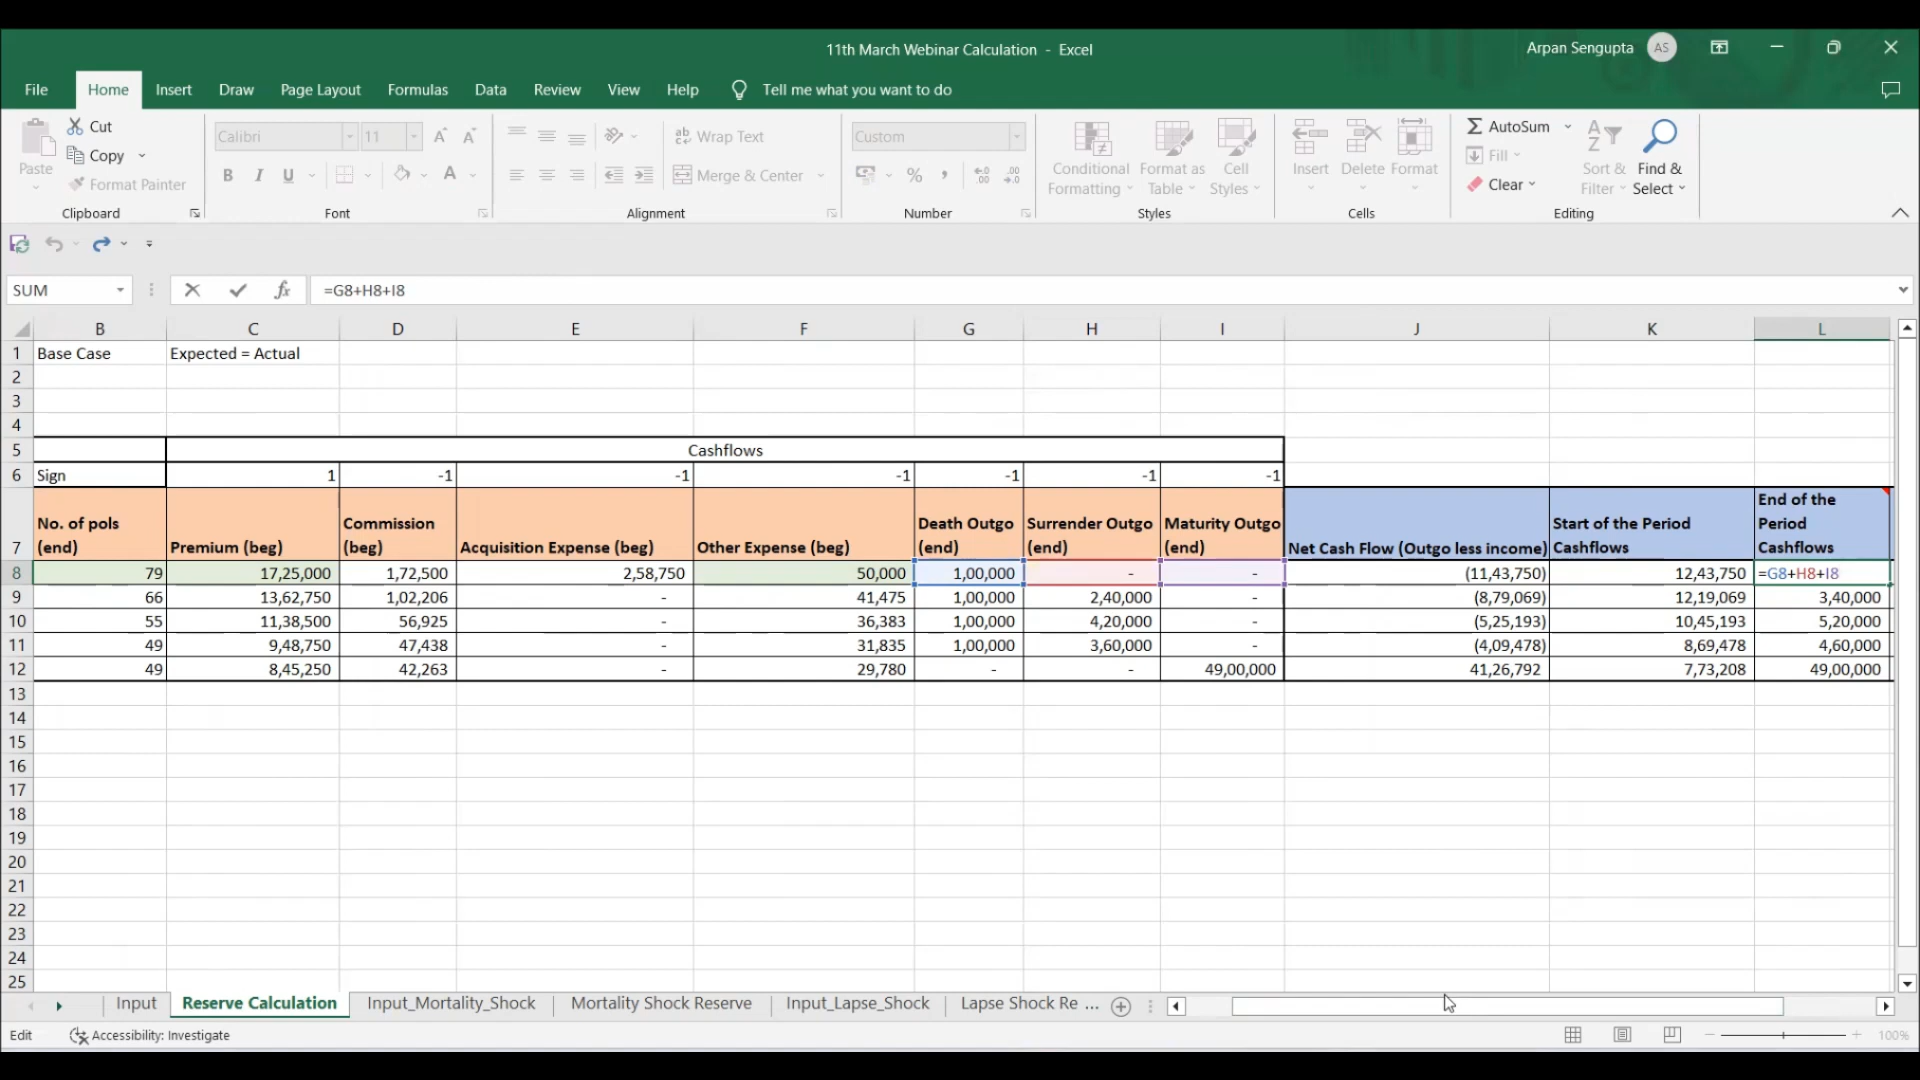 11th March Webinar Calculation - Excel
Arpan Sengupta AS
File Home Insert Draw Page Layout Formulas Data Review View Help Tell me what you want to do
Paste
Cut
Copy
Format Painter
Clipboard
Calibri 11
B I U
Font
ab Wrap Text
Merge & Center
Alignment
Custom
% ,
Number
Conditional Formatting
Format as Table
Cell Styles
Styles
Insert Delete Format
Cells
AutoSum
Fill
Clear
Sort & Filter
Find & Select
Editing
SUM fx =G8+H8+I8
B C D E F G H I J K L
1 Base Case Expected = Actual
2
3
4
5 Cashflows
6 Sign 1 -1 -1 -1 -1 -1 -1
7 No. of pols (end) Premium (beg) Commission (beg) Acquisition Expense (beg) Other Expense (beg) Death Outgo (end) Surrender Outgo (end) Maturity Outgo (end) Net Cash Flow (Outgo less income) Start of the Period Cashflows End of the Period Cashflows
8 79 17,25,000 1,72,500 2,58,750 50,000 1,00,000 - - (11,43,750) 12,43,750 =G8+H8+I8
9 66 13,62,750 1,02,206 - 41,475 1,00,000 2,40,000 - (8,79,069) 12,19,069 3,40,000
10 55 11,38,500 56,925 - 36,383 1,00,000 4,20,000 - (5,25,193) 10,45,193 5,20,000
11 49 9,48,750 47,438 - 31,835 1,00,000 3,60,000 - (4,09,478) 8,69,478 4,60,000
12 49 8,45,250 42,263 - 29,780 - - 49,00,000 41,26,792 7,73,208 49,00,000
13
14
15
16
17
18
19
20
21
22
23
24
25
Input Reserve Calculation Input_Mortality_Shock Mortality Shock Reserve Input_Lapse_Shock Lapse Shock Re ...
Edit Accessibility: Investigate 100%